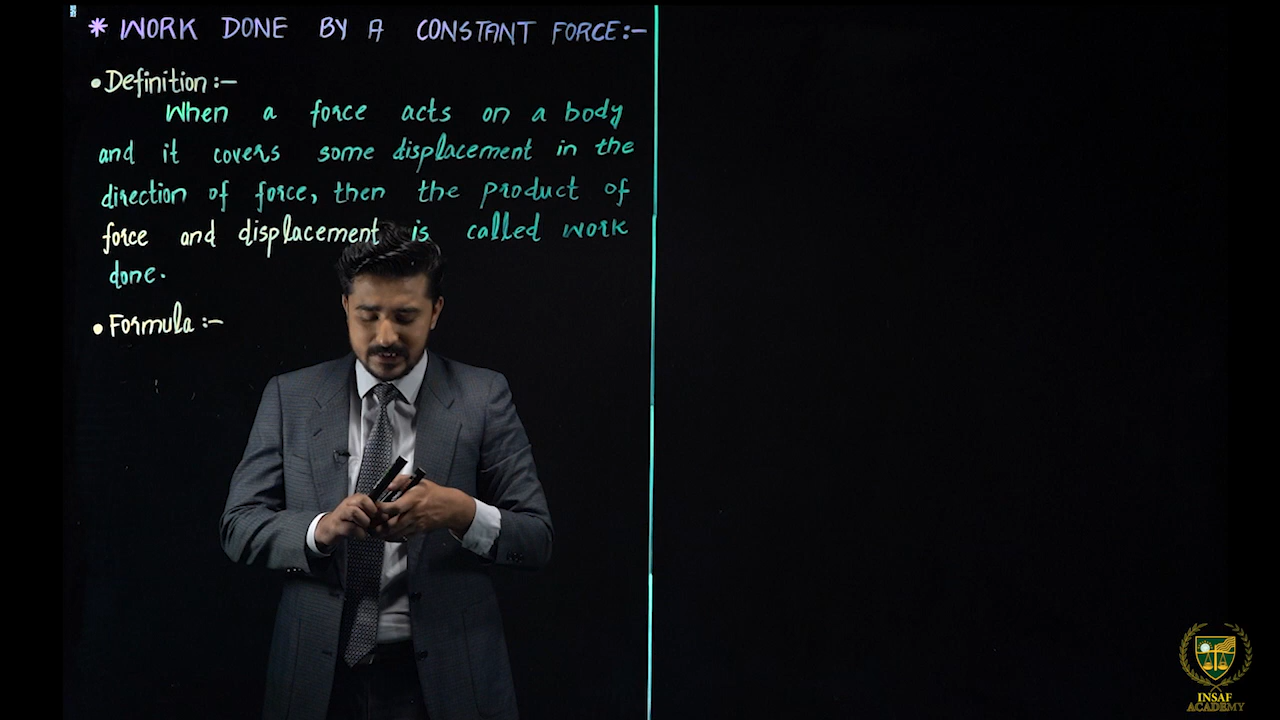 * WORK DONE BY A CONSTANT FORCE:-
• Definition:-
When a force acts on a body
and it covers some displacement in the
direction of force, then the product of
force and displacement is called work
done.
• Formula:-
INSAF
ACADEMY